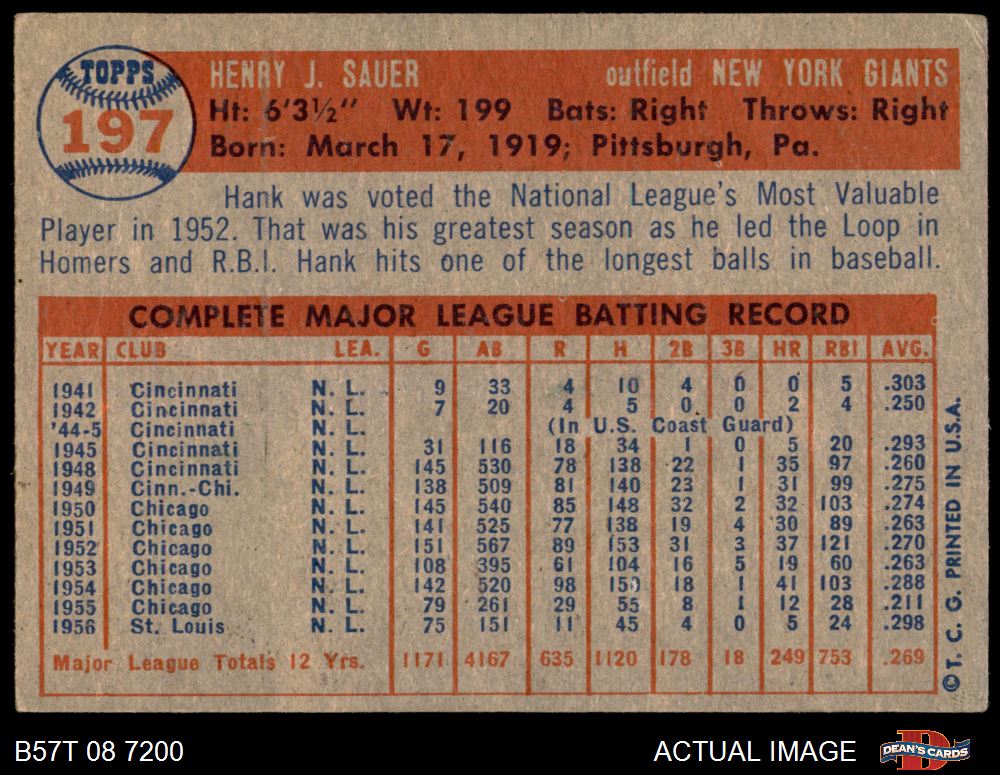 TOPPS
197
HENRY J. SAUER outfield NEW YORK GIANTS
Ht: 6'3½" Wt: 199 Bats: Right Throws: Right
Born: March 17, 1919; Pittsburgh, Pa.
Hank was voted the National League's Most Valuable
Player in 1952. That was his greatest season as he led the Loop in
Homers and R.B.I. Hank hits one of the longest balls in baseball.
COMPLETE MAJOR LEAGUE BATTING RECORD
YEAR CLUB LEA. G AB R H 2B 3B HR RBI AVG.
1941 Cincinnati N. L. 9 33 4 10 4 0 0 5 .303
1942 Cincinnati N. L. 7 20 4 5 0 0 2 4 .250
'44-5 Cincinnati N. L. (In U.S. Coast Guard)
1945 Cincinnati N. L. 31 116 18 34 1 0 5 20 .293
1948 Cincinnati N. L. 145 530 78 138 22 1 35 97 .260
1949 Cinn.-Chi. N. L. 138 509 81 140 23 1 31 99 .275
1950 Chicago N. L. 145 540 85 148 32 2 32 103 .274
1951 Chicago N. L. 141 525 77 138 19 4 30 89 .263
1952 Chicago N. L. 151 567 89 153 31 3 37 121 .270
1953 Chicago N. L. 108 395 61 104 16 5 19 60 .263
1954 Chicago N. L. 142 520 98 150 18 1 41 103 .288
1955 Chicago N. L. 79 261 29 55 8 1 12 28 .211
1956 St. Louis N. L. 75 151 11 45 4 0 5 24 .298
Major League Totals 12 Yrs. 1171 4167 635 1120 178 18 249 753 .269
©T. C. G. PRINTED IN U.S.A.
B57T 08 7200 ACTUAL IMAGE DEAN'S CARDS